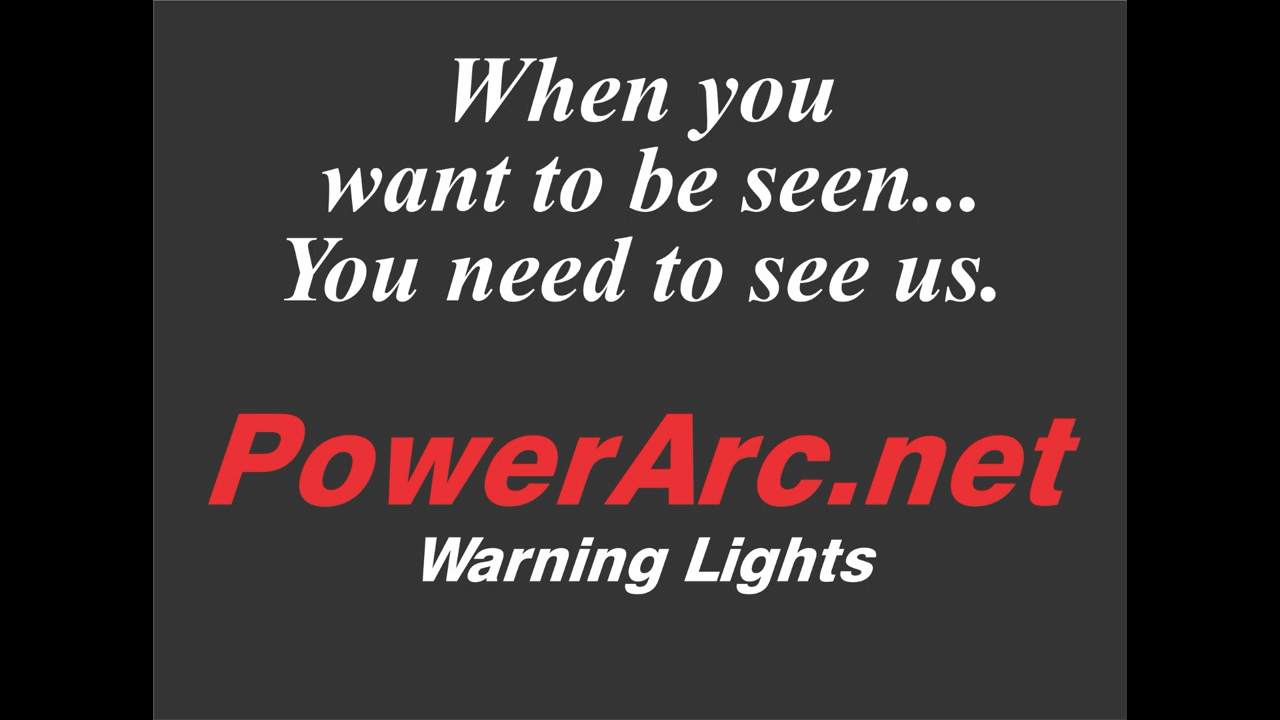 When you
want to be seen...
You need to see us.
PowerArc.net
Warning Lights